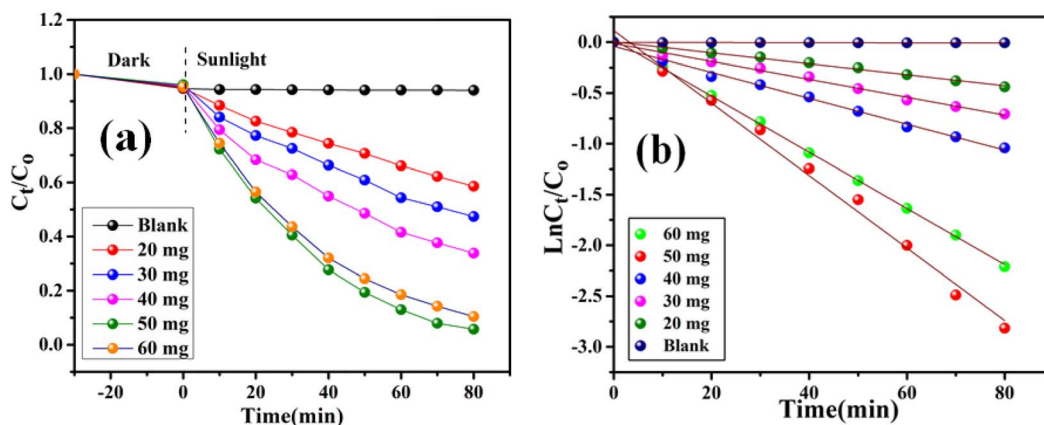 1.2
1.0
0.8
0.6
0.4
0.2
0.0
Ct/Co
Dark
Sunlight
(a)
Blank
20 mg
30 mg
40 mg
50 mg
60 mg
-20 0 20 40 60 80
Time(min)
0.0
-0.5
-1.0
-1.5
-2.0
-2.5
-3.0
LnCt/Co
(b)
60 mg
50 mg
40 mg
30 mg
20 mg
Blank
0 20 40 60 80
Time(min)